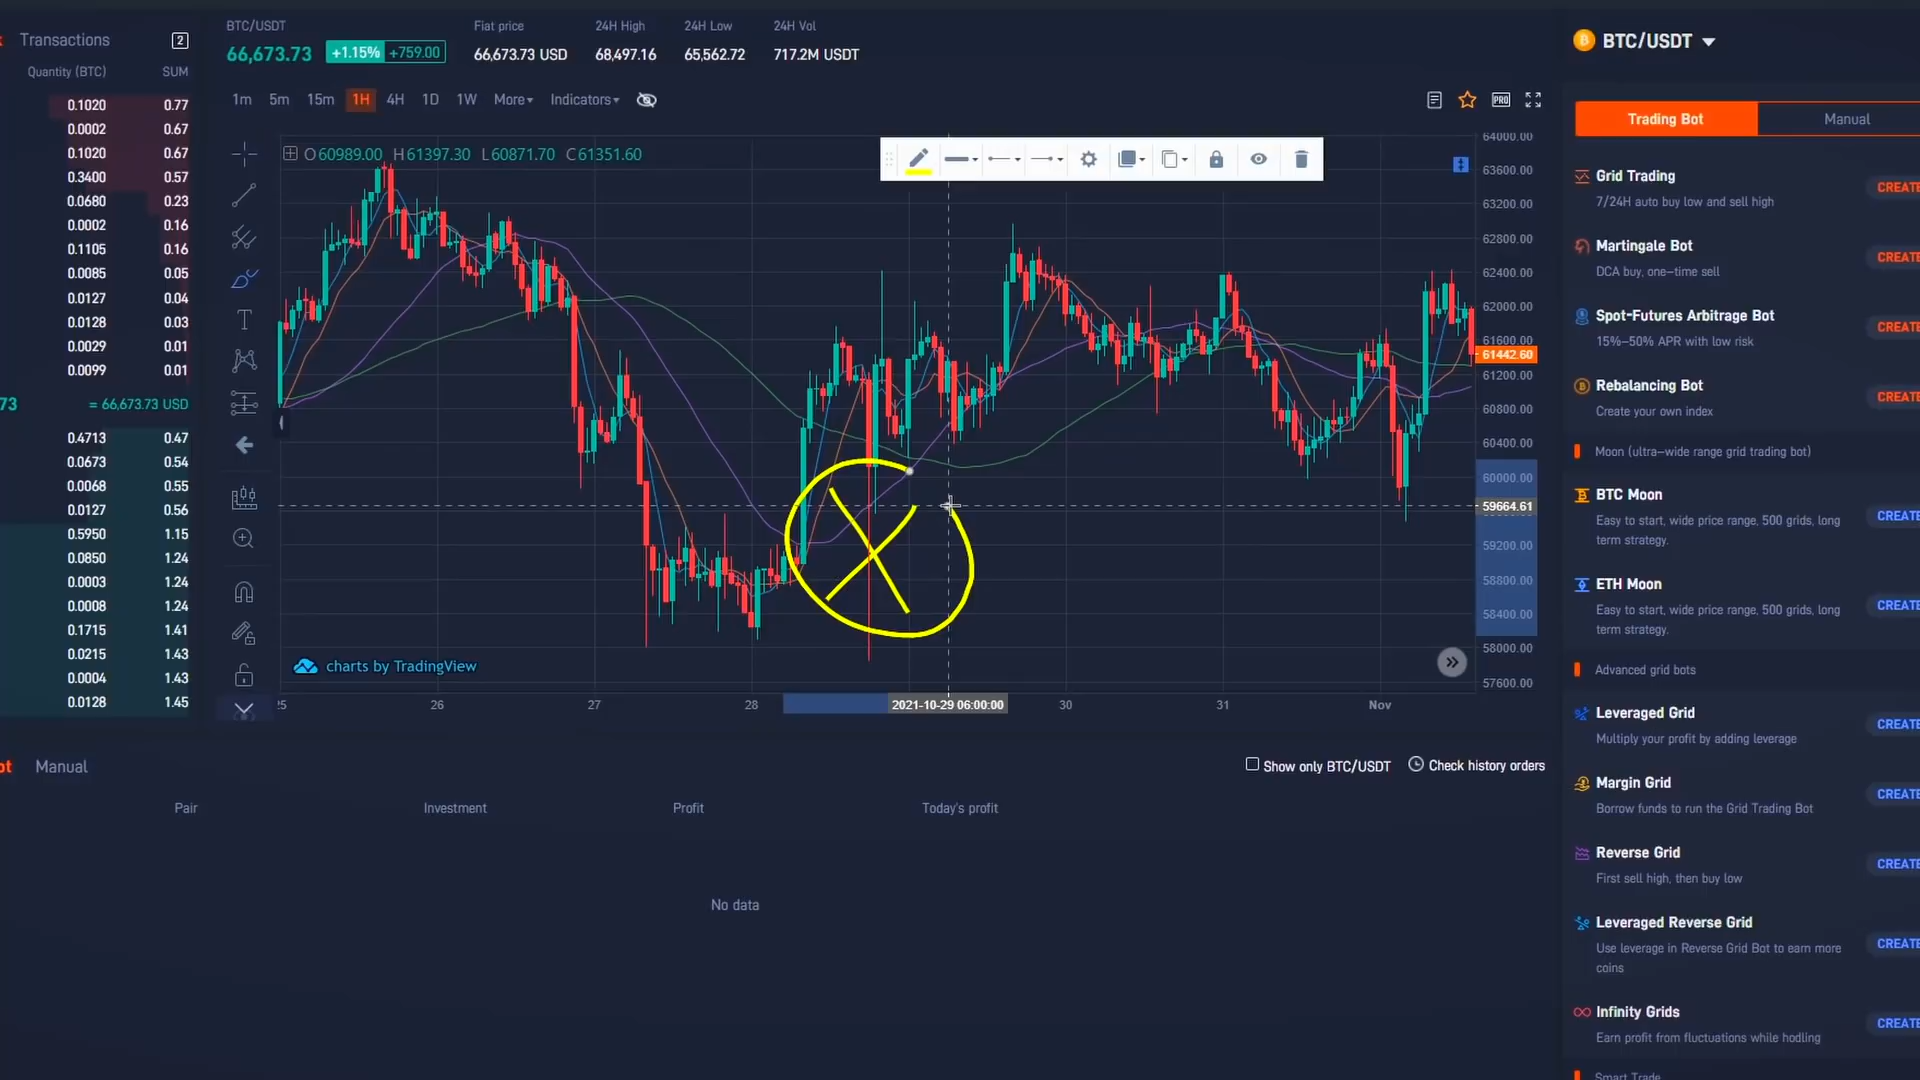 Transactions
2
Quantity (BTC) SUM
0.1020 0.77
0.0002 0.67
0.1020 0.67
0.3400 0.57
0.0680 0.23
0.0002 0.16
0.1105 0.16
0.0085 0.05
0.0127 0.04
0.0128 0.03
0.0029 0.01
0.0099 0.01
73 = 66,673.73 USD
0.4713 0.47
0.0673 0.54
0.0068 0.55
0.0127 0.56
0.5950 1.15
0.0850 1.24
0.0003 1.24
0.0008 1.24
0.1715 1.41
0.0215 1.43
0.0004 1.43
0.0128 1.45
BTC/USDT Fiat price 24H High 24H Low 24H Vol
66,673.73 +1.15% +759.00 66,673.73 USD 68,497.16 65,562.72 717.2M USDT
1m 5m 15m 1H 4H 1D 1W More Indicators
PRO
O60989.00 H61397.30 L60871.70 C61351.60
64000.00
63600.00
63200.00
62800.00
62400.00
62000.00
61600.00
61442.60
61200.00
60800.00
60400.00
60000.00
59664.61
59200.00
58800.00
58400.00
58000.00
57600.00
T
charts by TradingView
25 26 27 28 2021-10-29 06:00:00 30 31 Nov
ot Manual
Show only BTC/USDT Check history orders
Pair Investment Profit Today's profit
No data
BTC/USDT
Trading Bot Manual
Grid Trading
7/24H auto buy low and sell high
CREATE
Martingale Bot
DCA buy, one-time sell
CREATE
Spot-Futures Arbitrage Bot
15%-50% APR with low risk
CREATE
Rebalancing Bot
Create your own index
CREATE
Moon (ultra-wide range grid trading bot)
BTC Moon
Easy to start, wide price range, 500 grids, long
term strategy.
CREATE
ETH Moon
Easy to start, wide price range, 500 grids, long
term strategy.
CREATE
Advanced grid bots
Leveraged Grid
Multiply your profit by adding leverage
CREATE
Margin Grid
Borrow funds to run the Grid Trading Bot
CREATE
Reverse Grid
First sell high, then buy low
CREATE
Leveraged Reverse Grid
Use leverage in Reverse Grid Bot to earn more
coins
CREATE
Infinity Grids
Earn profit from fluctuations while hodling
CREATE
Smart Trade